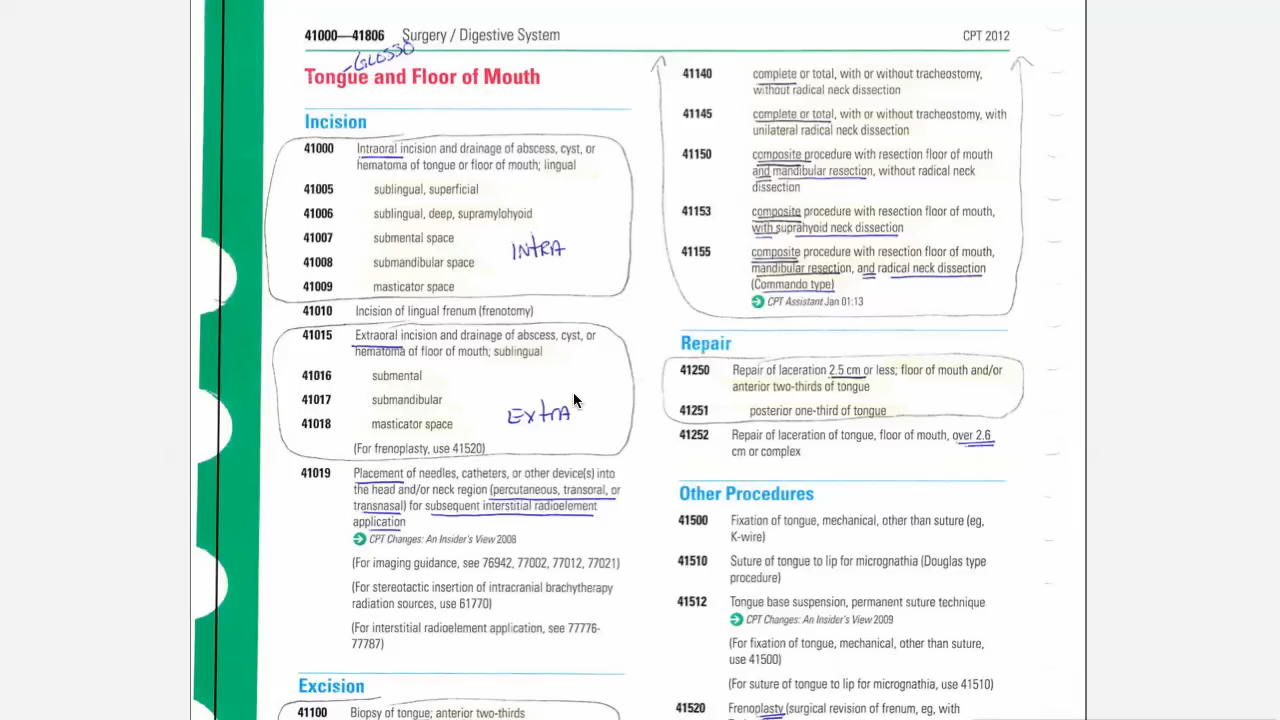 41000—41806 Surgery / Digestive System
CPT 2012
GLOSSO
Tongue and Floor of Mouth
Incision
41000 Intraoral incision and drainage of abscess, cyst, or
hematoma of tongue or floor of mouth; lingual
41005 sublingual, superficial
41006 sublingual, deep, supramylohyoid
41007 submental space
41008 submandibular space
INTRA
41009 masticator space
41010 Incision of lingual frenum (frenotomy)
41015 Extraoral incision and drainage of abscess, cyst, or
hematoma of floor of mouth; sublingual
41016 submental
41017 submandibular
41018 masticator space
EXTRA
(For frenoplasty, use 41520)
41019 Placement of needles, catheters, or other device(s) into
the head and/or neck region (percutaneous, transoral, or
transnasal) for subsequent interstitial radioelement
application
CPT Changes: An Insider's View 2008
(For imaging guidance, see 76942, 77002, 77012, 77021)
(For stereotactic insertion of intracranial brachytherapy
radiation sources, use 61770)
(For interstitial radioelement application, see 77776-
77787)
Excision
41100 Biopsy of tongue; anterior two-thirds
41140 complete or total, with or without tracheostomy,
without radical neck dissection
41145 complete or total, with or without tracheostomy, with
unilateral radical neck dissection
41150 composite procedure with resection floor of mouth
and mandibular resection, without radical neck
dissection
41153 composite procedure with resection floor of mouth,
with suprahyoid neck dissection
41155 composite procedure with resection floor of mouth,
mandibular resection, and radical neck dissection
(Commando type)
CPT Assistant Jan 01:13
Repair
41250 Repair of laceration 2.5 cm or less; floor of mouth and/or
anterior two-thirds of tongue
41251 posterior one-third of tongue
41252 Repair of laceration of tongue, floor of mouth, over 2.6
cm or complex
Other Procedures
41500 Fixation of tongue, mechanical, other than suture (eg,
K-wire)
41510 Suture of tongue to lip for micrognathia (Douglas type
procedure)
41512 Tongue base suspension, permanent suture technique
CPT Changes: An Insider's View 2009
(For fixation of tongue, mechanical, other than suture,
use 41500)
(For suture of tongue to lip for micrognathia, use 41510)
41520 Frenoplasty (surgical revision of frenum, eg, with